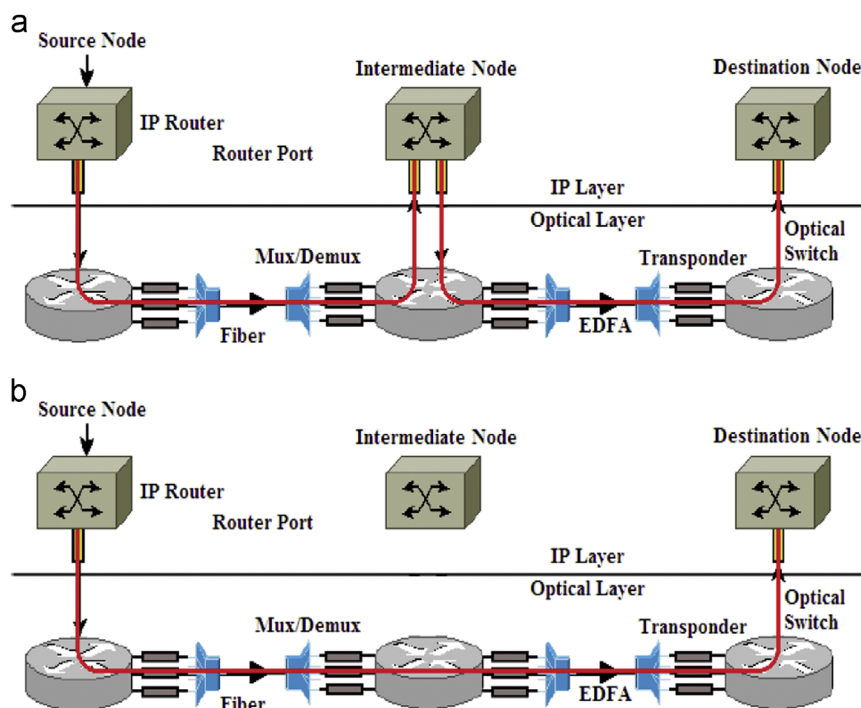 a
Source Node
Intermediate Node
Destination Node
IP Router
Router Port
IP Layer
Optical Layer
Optical
Switch
Mux/Demux
Transponder
Fiber
EDFA
b
Source Node
Intermediate Node
Destination Node
IP Router
Router Port
IP Layer
Optical Layer
Optical
Switch
Mux/Demux
Transponder
Fiber
EDFA